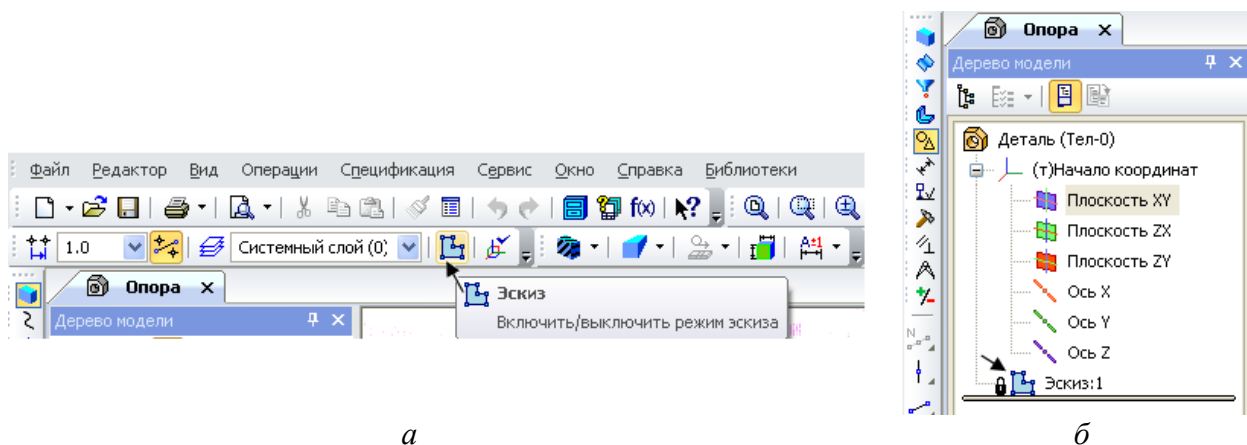 Файл Редактор Вид Операции Спецификация Сервис Окно Справка Библиотеки
f(x) ?
1.0 Системный слой (0)
Опора x
Эскиз
Дерево модели
Включить/выключить режим эскиза
а
Опора x
Дерево модели
Деталь (Тел-0)
(т)Начало координат
Плоскость XY
Плоскость ZX
Плоскость ZY
Ось X
Ось Y
Ось Z
Эскиз:1
N
б